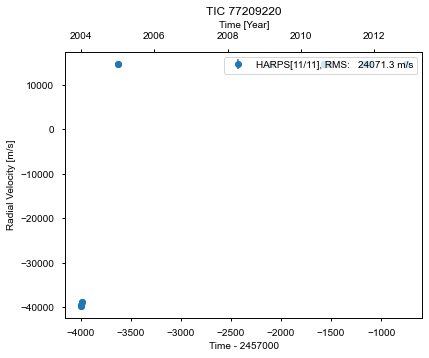 TIC 77209220
Time [Year]
2004 2006 2008 2010 2012
HARPS[11/11], RMS: 24071.3 m/s
Radial Velocity [m/s]
10000
0
−10000
−20000
−30000
−40000
−4000 −3500 −3000 −2500 −2000 −1500 −1000
Time - 2457000